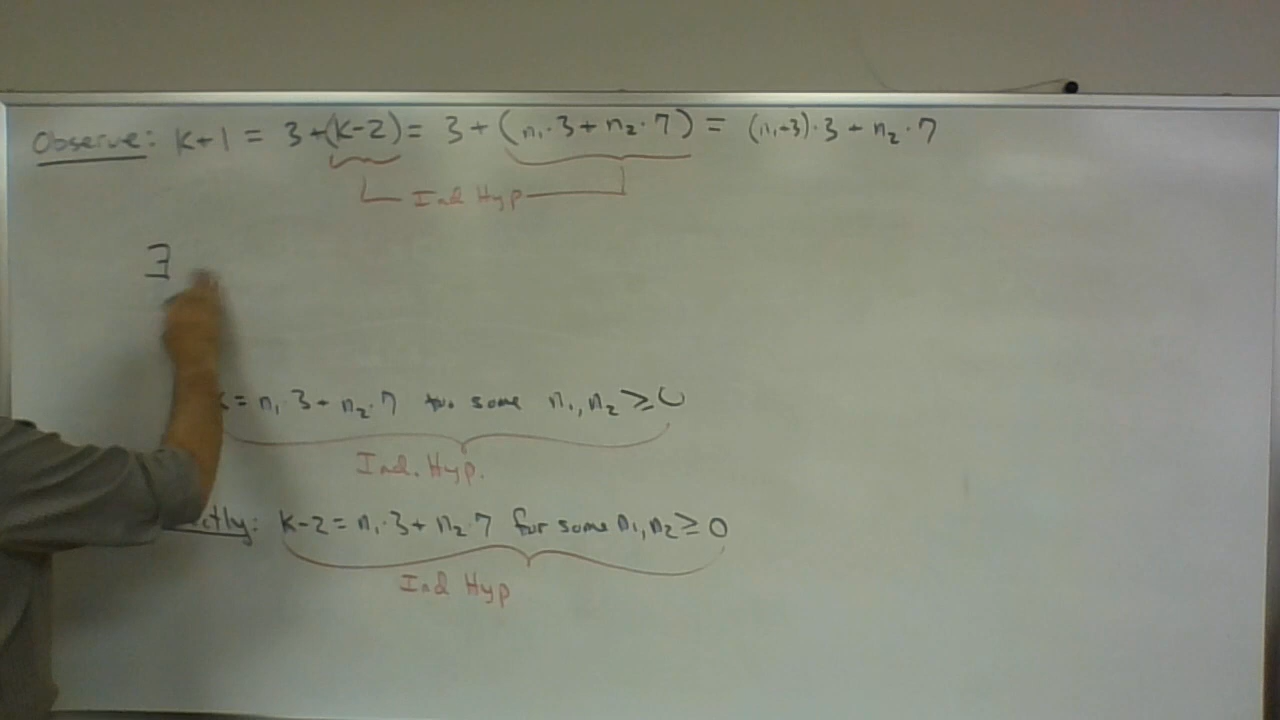 Observe: k+1 = 3+(k-2) = 3 + (n₁·3 + n₂·7) = (n₁+3)·3 + n₂·7
Ind Hyp
∃
= n₁·3 + n₂·7 for some n₁, n₂ ≥ 0
Ind. Hyp.
k-2 = n₁·3 + n₂·7 for some n₁, n₂ ≥ 0
Ind Hyp